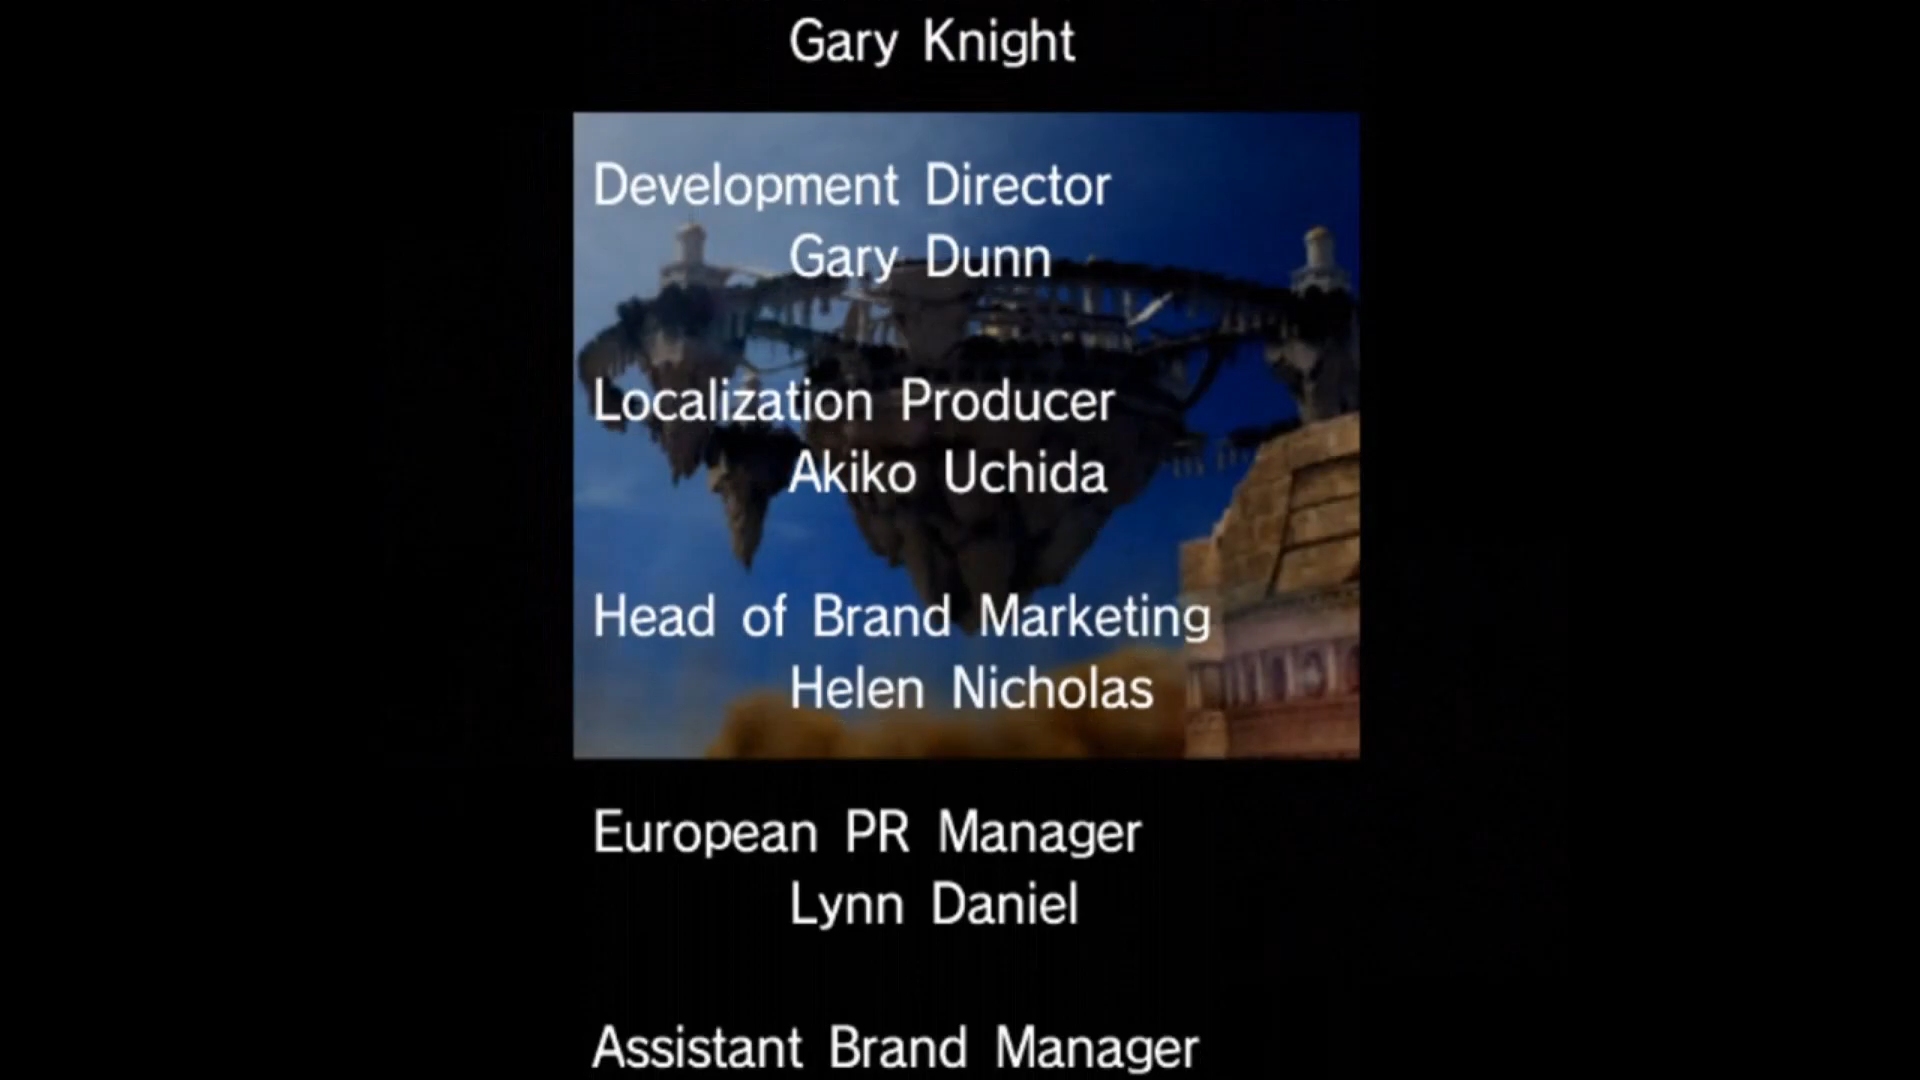 Gary Knight
Development Director
Gary Dunn
Localization Producer
Akiko Uchida
Head of Brand Marketing
Helen Nicholas
European PR Manager
Lynn Daniel
Assistant Brand Manager